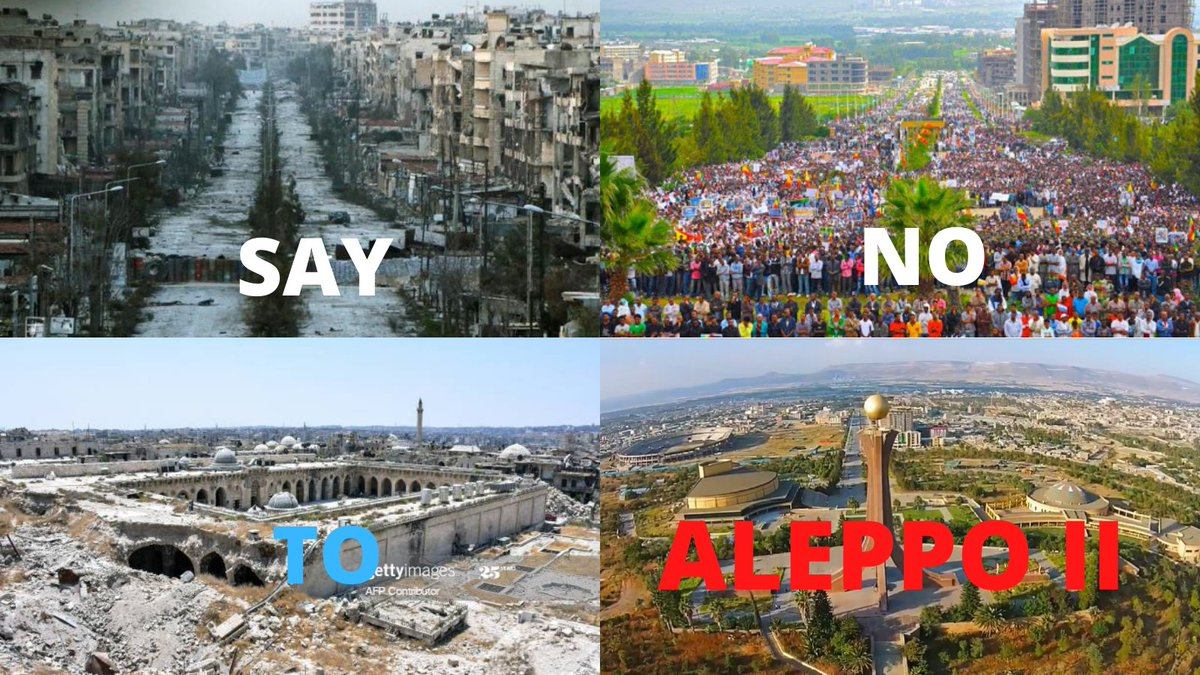 SAY
NO
TO
ALEPPO II
gettyimages
AFP Contributor